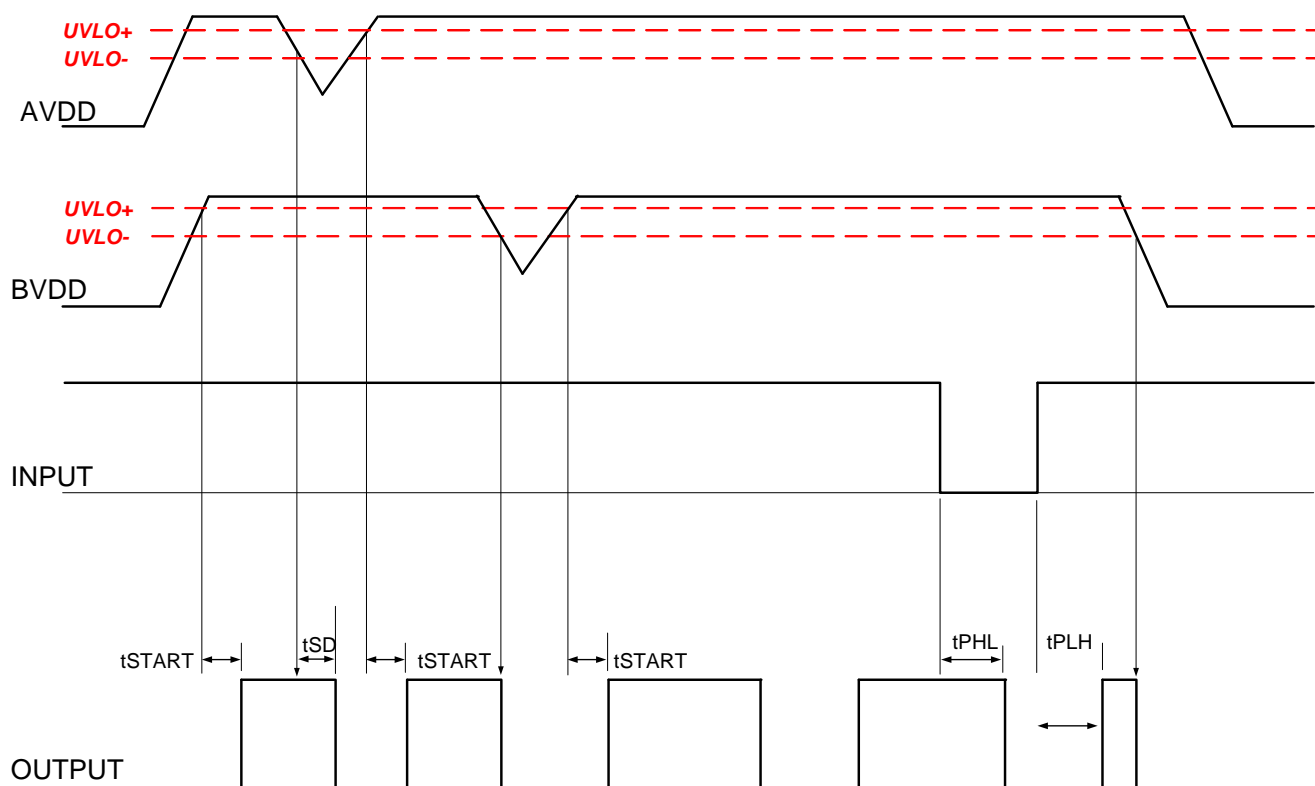 UVLO+
UVLO-
AVDD
UVLO+
UVLO-
BVDD
INPUT
tSTART
tSD
tSTART
tSTART
tPHL
tPLH
OUTPUT